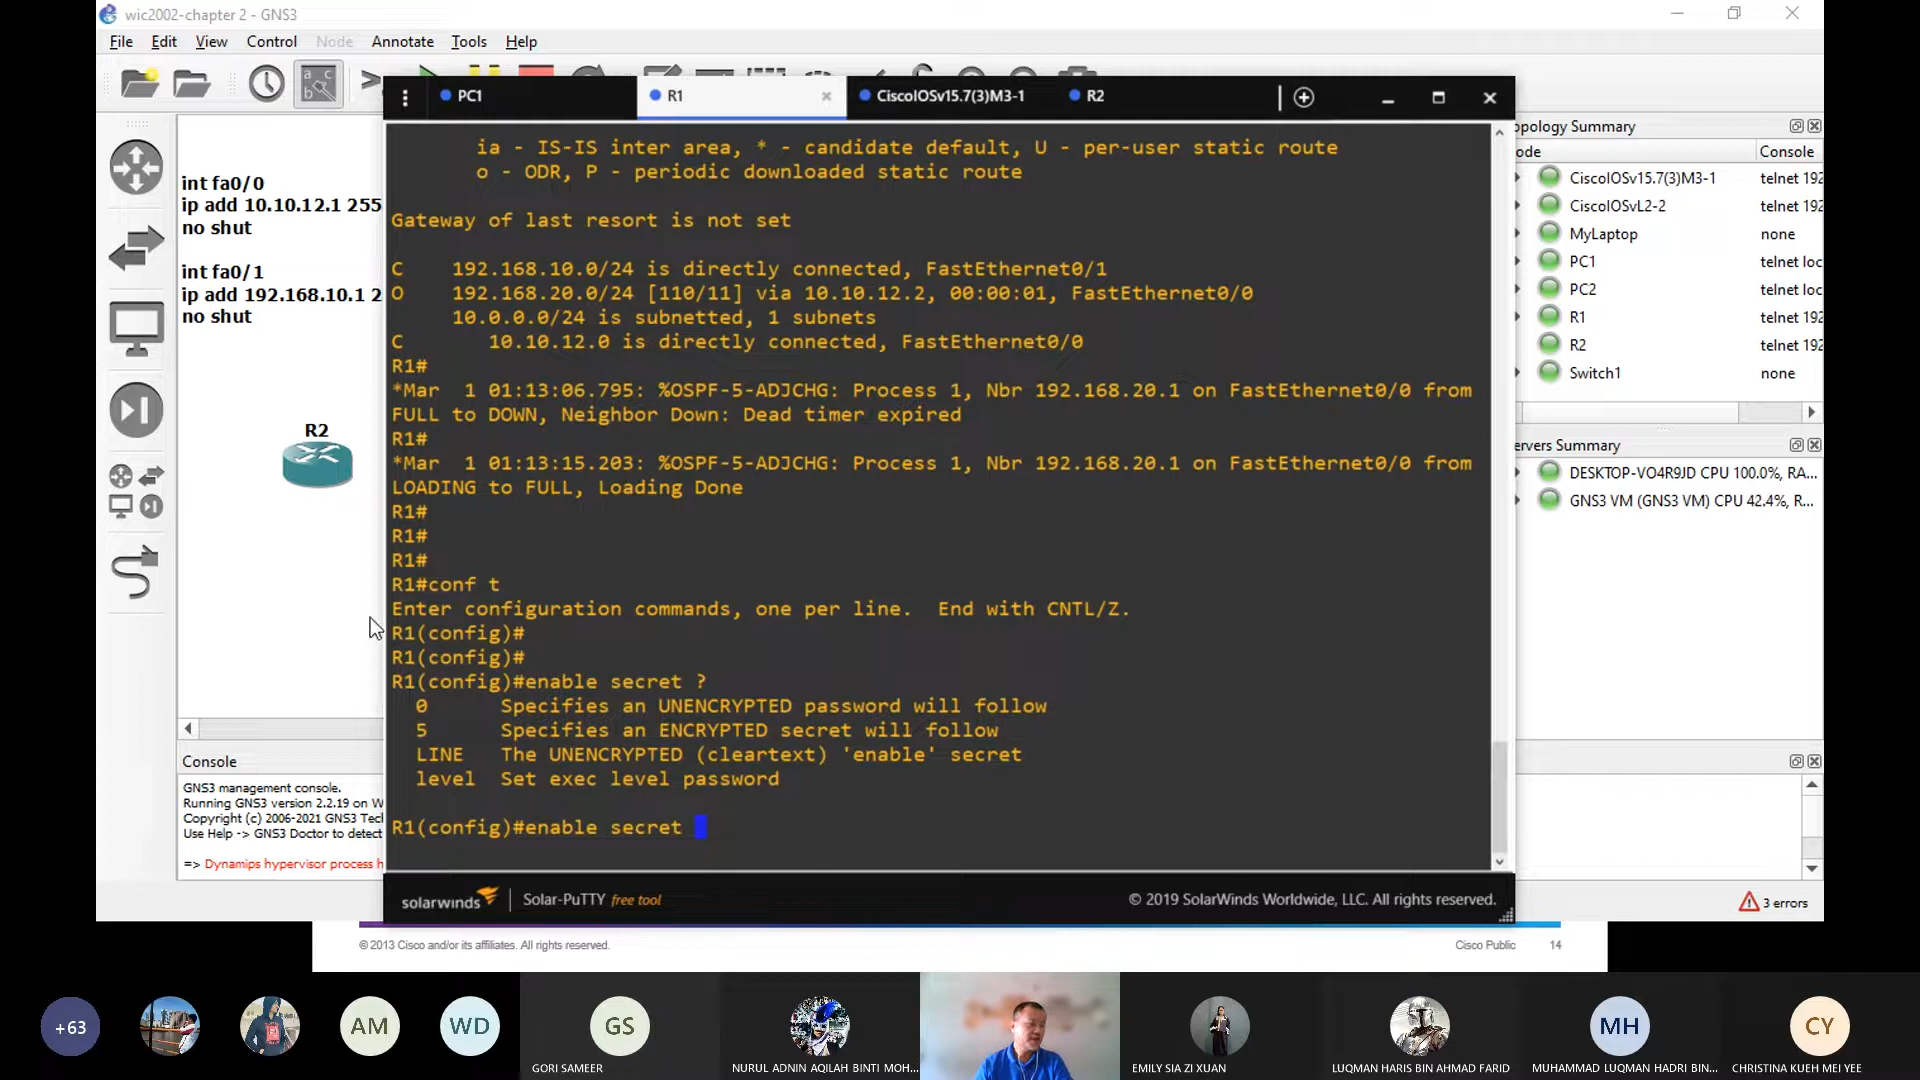 wic2002-chapter 2 - GNS3
File Edit View Control Node Annotate Tools Help
PC1
R1
CiscoIOSv15.7(3)M3-1
R2
int fa0/0
ip add 10.10.12.1 255
no shut
int fa0/1
ip add 192.168.10.1 2
no shut
R2
ia - IS-IS inter area, * - candidate default, U - per-user static route
o - ODR, P - periodic downloaded static route
Gateway of last resort is not set
C    192.168.10.0/24 is directly connected, FastEthernet0/1
O    192.168.20.0/24 [110/11] via 10.10.12.2, 00:00:01, FastEthernet0/0
10.0.0.0/24 is subnetted, 1 subnets
C       10.10.12.0 is directly connected, FastEthernet0/0
R1#
*Mar  1 01:13:06.795: %OSPF-5-ADJCHG: Process 1, Nbr 192.168.20.1 on FastEthernet0/0 from
FULL to DOWN, Neighbor Down: Dead timer expired
R1#
*Mar  1 01:13:15.203: %OSPF-5-ADJCHG: Process 1, Nbr 192.168.20.1 on FastEthernet0/0 from
LOADING to FULL, Loading Done
R1#
R1#
R1#
R1#conf t
Enter configuration commands, one per line.  End with CNTL/Z.
R1(config)#
R1(config)#
R1(config)#enable secret ?
0      Specifies an UNENCRYPTED password will follow
5      Specifies an ENCRYPTED secret will follow
LINE   The UNENCRYPTED (cleartext) 'enable' secret
level  Set exec level password
R1(config)#enable secret
solarwinds
Solar-PuTTY free tool
© 2019 SolarWinds Worldwide, LLC. All rights reserved.
opology Summary
ode Console
CiscoIOSv15.7(3)M3-1 telnet 192
CiscoIOSvL2-2 telnet 192
MyLaptop none
PC1 telnet loc
PC2 telnet loc
R1 telnet 192
R2 telnet 192
Switch1 none
ervers Summary
DESKTOP-VO4R9JD CPU 100.0%, RA...
GNS3 VM (GNS3 VM) CPU 42.4%, R...
Console
GNS3 management console.
Running GNS3 version 2.2.19 on W
Copyright (c) 2006-2021 GNS3 Tec
Use Help -> GNS3 Doctor to detect
=> Dynamips hypervisor process h
3 errors
© 2013 Cisco and/or its affiliates. All rights reserved.
Cisco Public
14
+63
AM
WD
GS
GORI SAMEER
NURUL ADNIN AQILAH BINTI MOH...
EMILY SIA ZI XUAN
LUQMAN HARIS BIN AHMAD FARID
MH
MUHAMMAD LUQMAN HADRI BIN...
CY
CHRISTINA KUEH MEI YEE